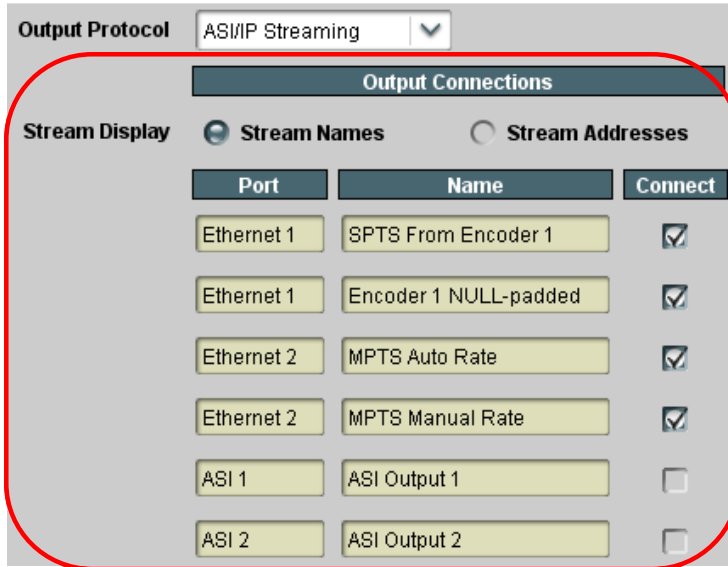 Output Protocol ASI/IP Streaming
Output Connections
Stream Display Stream Names Stream Addresses
Port Name Connect
Ethernet 1 SPTS From Encoder 1
Ethernet 1 Encoder 1 NULL-padded
Ethernet 2 MPTS Auto Rate
Ethernet 2 MPTS Manual Rate
ASI 1 ASI Output 1
ASI 2 ASI Output 2